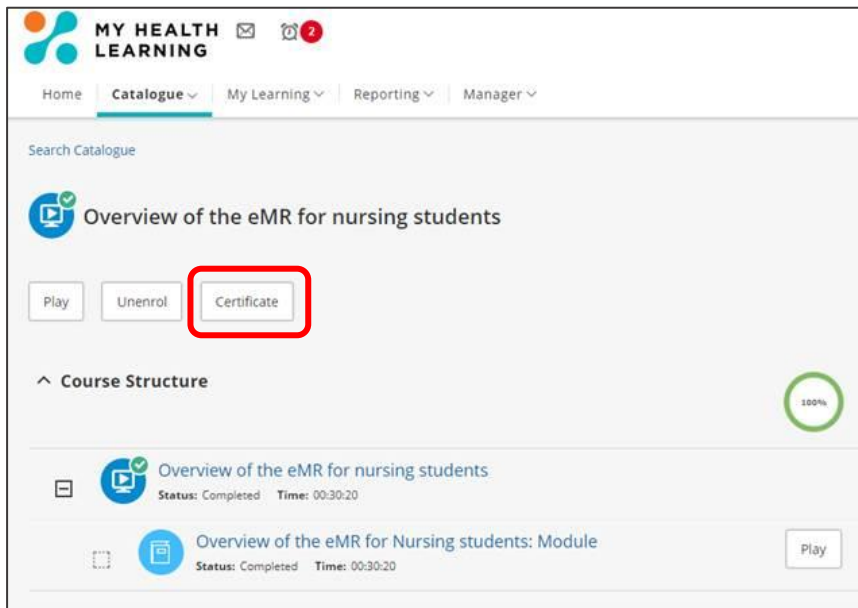 MY HEALTH
LEARNING
2
Home Catalogue My Learning Reporting Manager
Search Catalogue
Overview of the eMR for nursing students
Play Unenrol Certificate
Course Structure
100%
Overview of the eMR for nursing students
Status: Completed Time: 00:30:20
Overview of the eMR for Nursing students: Module
Play
Status: Completed Time: 00:30:20